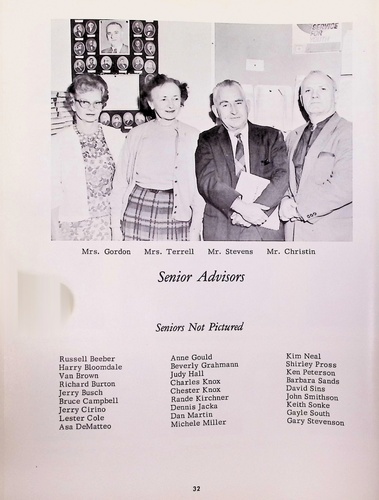 SERVICE
Mrs. Gordon Mrs. Terrell Mr. Stevens Mr. Christin
Senior Advisors
Seniors Not Pictured
Russell Beeber
Harry Bloomdale
Van Brown
Richard Burton
Jerry Busch
Bruce Campbell
Jerry Cirino
Lester Cole
Asa DeMatteo
Anne Gould
Beverly Grahmann
Judy Hall
Charles Knox
Chester Knox
Rande Kirchner
Dennis Jacka
Dan Martin
Michele Miller
Kim Neal
Shirley Pross
Ken Peterson
Barbara Sands
David Sins
John Smithson
Keith Sonke
Gayle South
Gary Stevenson
32